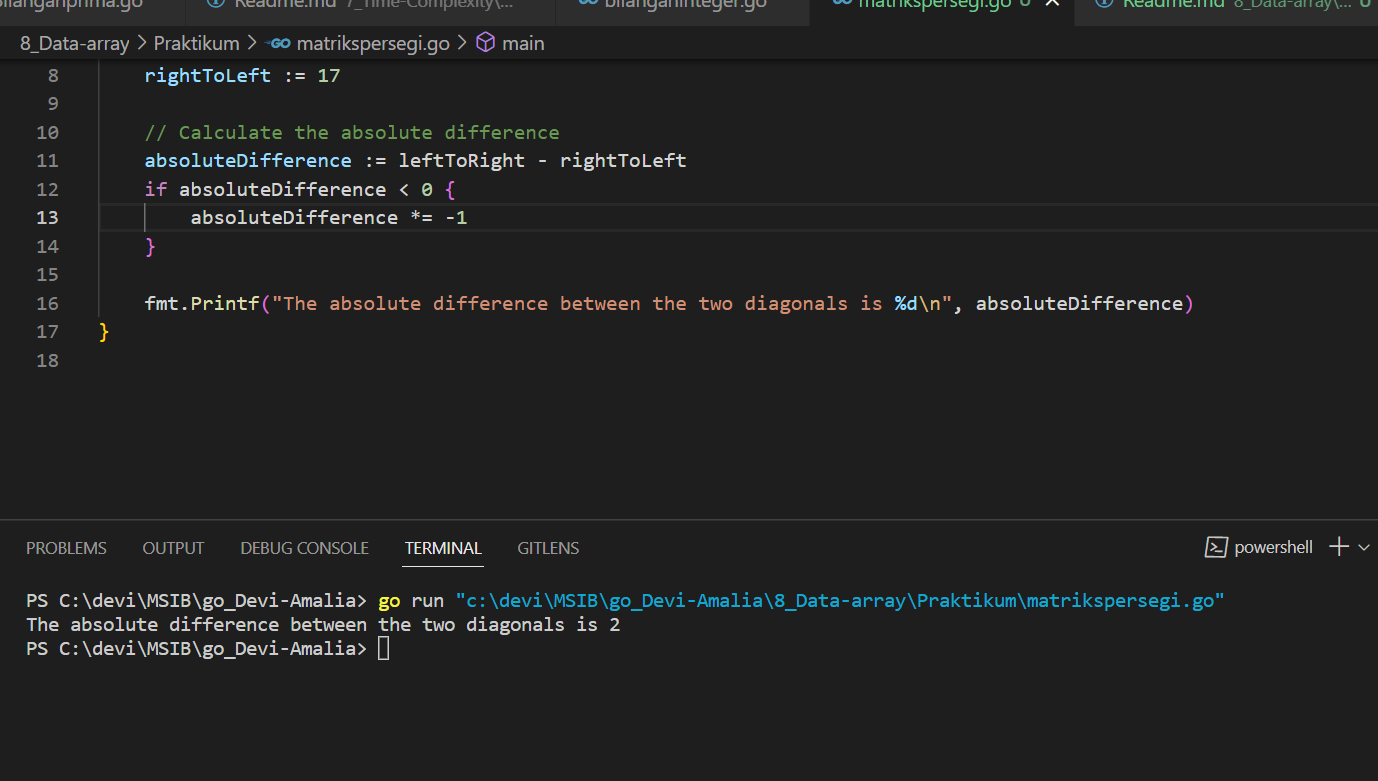 Readme.md 7_Time-Complexity\... bilanganinteger.go matrikspersegi.go U Readme.md 8_Data-array\... U
8_Data-array > Praktikum > GO matrikspersegi.go > main
8 rightToLeft := 17
9
10 // Calculate the absolute difference
11 absoluteDifference := leftToRight - rightToLeft
12 if absoluteDifference < 0 {
13 absoluteDifference *= -1
14 }
15
16 fmt.Printf("The absolute difference between the two diagonals is %d\n", absoluteDifference)
17 }
18
PROBLEMS OUTPUT DEBUG CONSOLE TERMINAL GITLENS powershell
PS C:\devi\MSIB\go_Devi-Amalia> go run "c:\devi\MSIB\go_Devi-Amalia\8_Data-array\Praktikum\matrikspersegi.go"
The absolute difference between the two diagonals is 2
PS C:\devi\MSIB\go_Devi-Amalia>